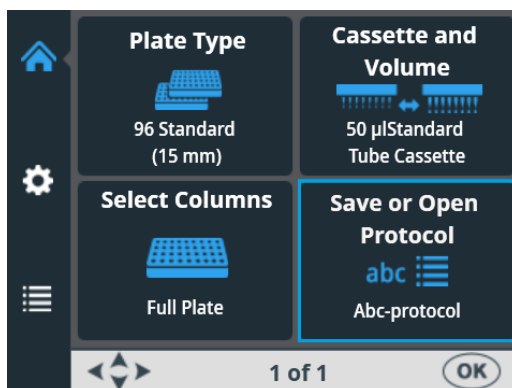 Plate Type
96 Standard
(15 mm)
Cassette and
Volume
50 µlStandard
Tube Cassette
Select Columns
Full Plate
Save or Open
Protocol
abc
Abc-protocol
1 of 1
OK